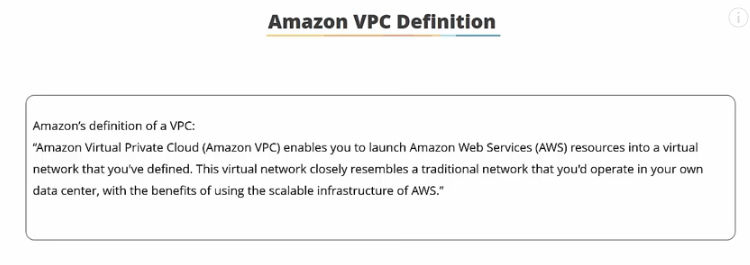 Amazon VPC Definition
Amazon's definition of a VPC:
“Amazon Virtual Private Cloud (Amazon VPC) enables you to launch Amazon Web Services (AWS) resources into a virtual
network that you've defined. This virtual network closely resembles a traditional network that you'd operate in your own
data center, with the benefits of using the scalable infrastructure of AWS.”